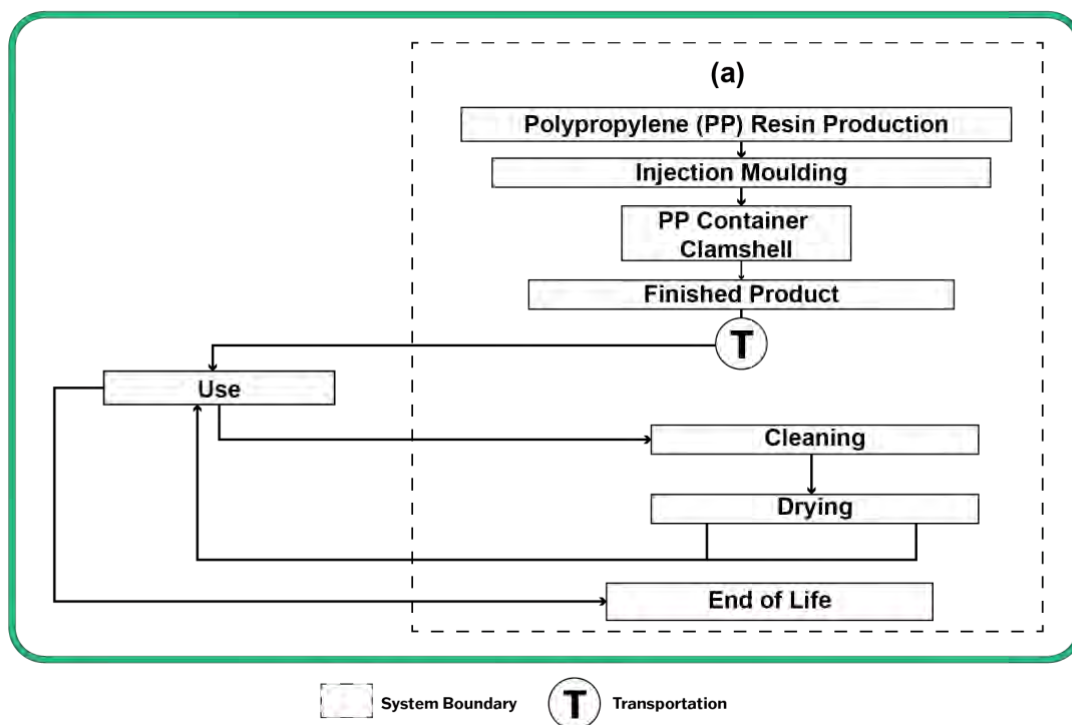 (a)
Polypropylene (PP) Resin Production
Injection Moulding
PP Container
Clamshell
Finished Product
T
Use
Cleaning
Drying
End of Life
System Boundary
T
Transportation